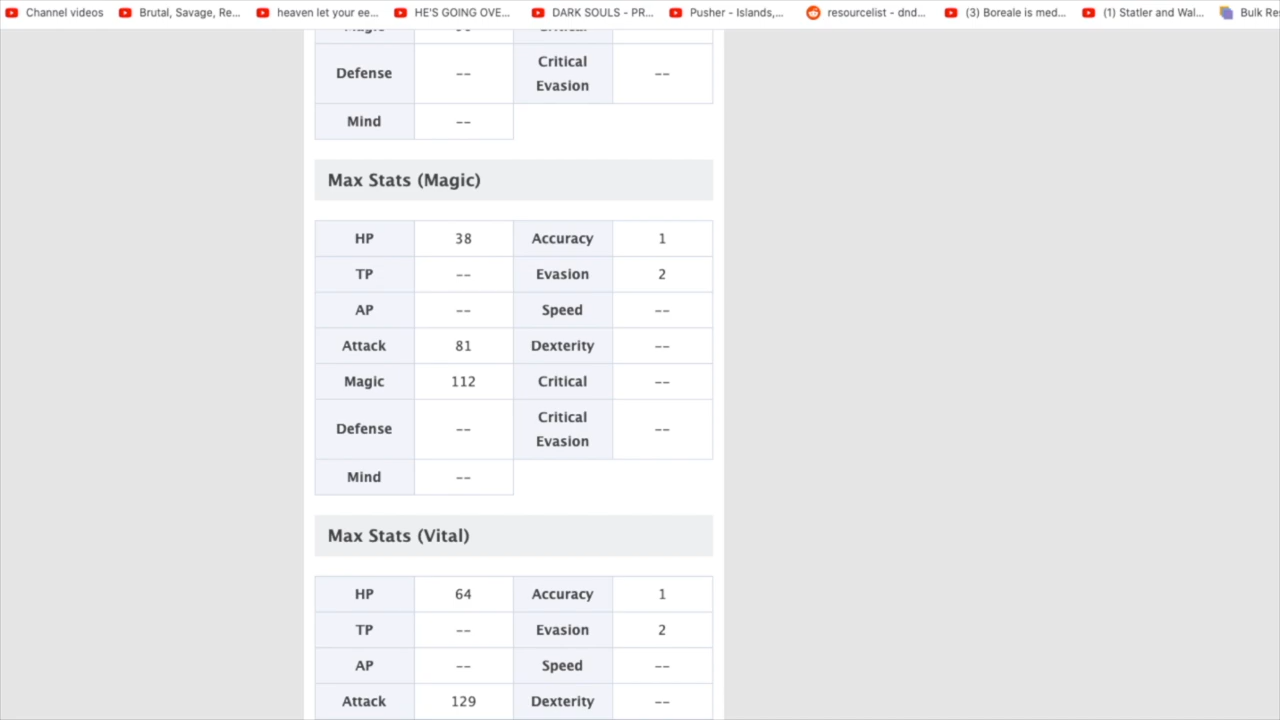 Channel videos Brutal, Savage, Re... heaven let your ee... HE'S GOING OVE... DARK SOULS - PR... Pusher - Islands,... resourcelist - dnd... (3) Boreale is med... (1) Statler and Wal... Bulk Re
Defense -- Critical Evasion --
Mind --
Max Stats (Magic)
HP 38 Accuracy 1
TP -- Evasion 2
AP -- Speed --
Attack 81 Dexterity --
Magic 112 Critical --
Defense -- Critical Evasion --
Mind --
Max Stats (Vital)
HP 64 Accuracy 1
TP -- Evasion 2
AP -- Speed --
Attack 129 Dexterity --